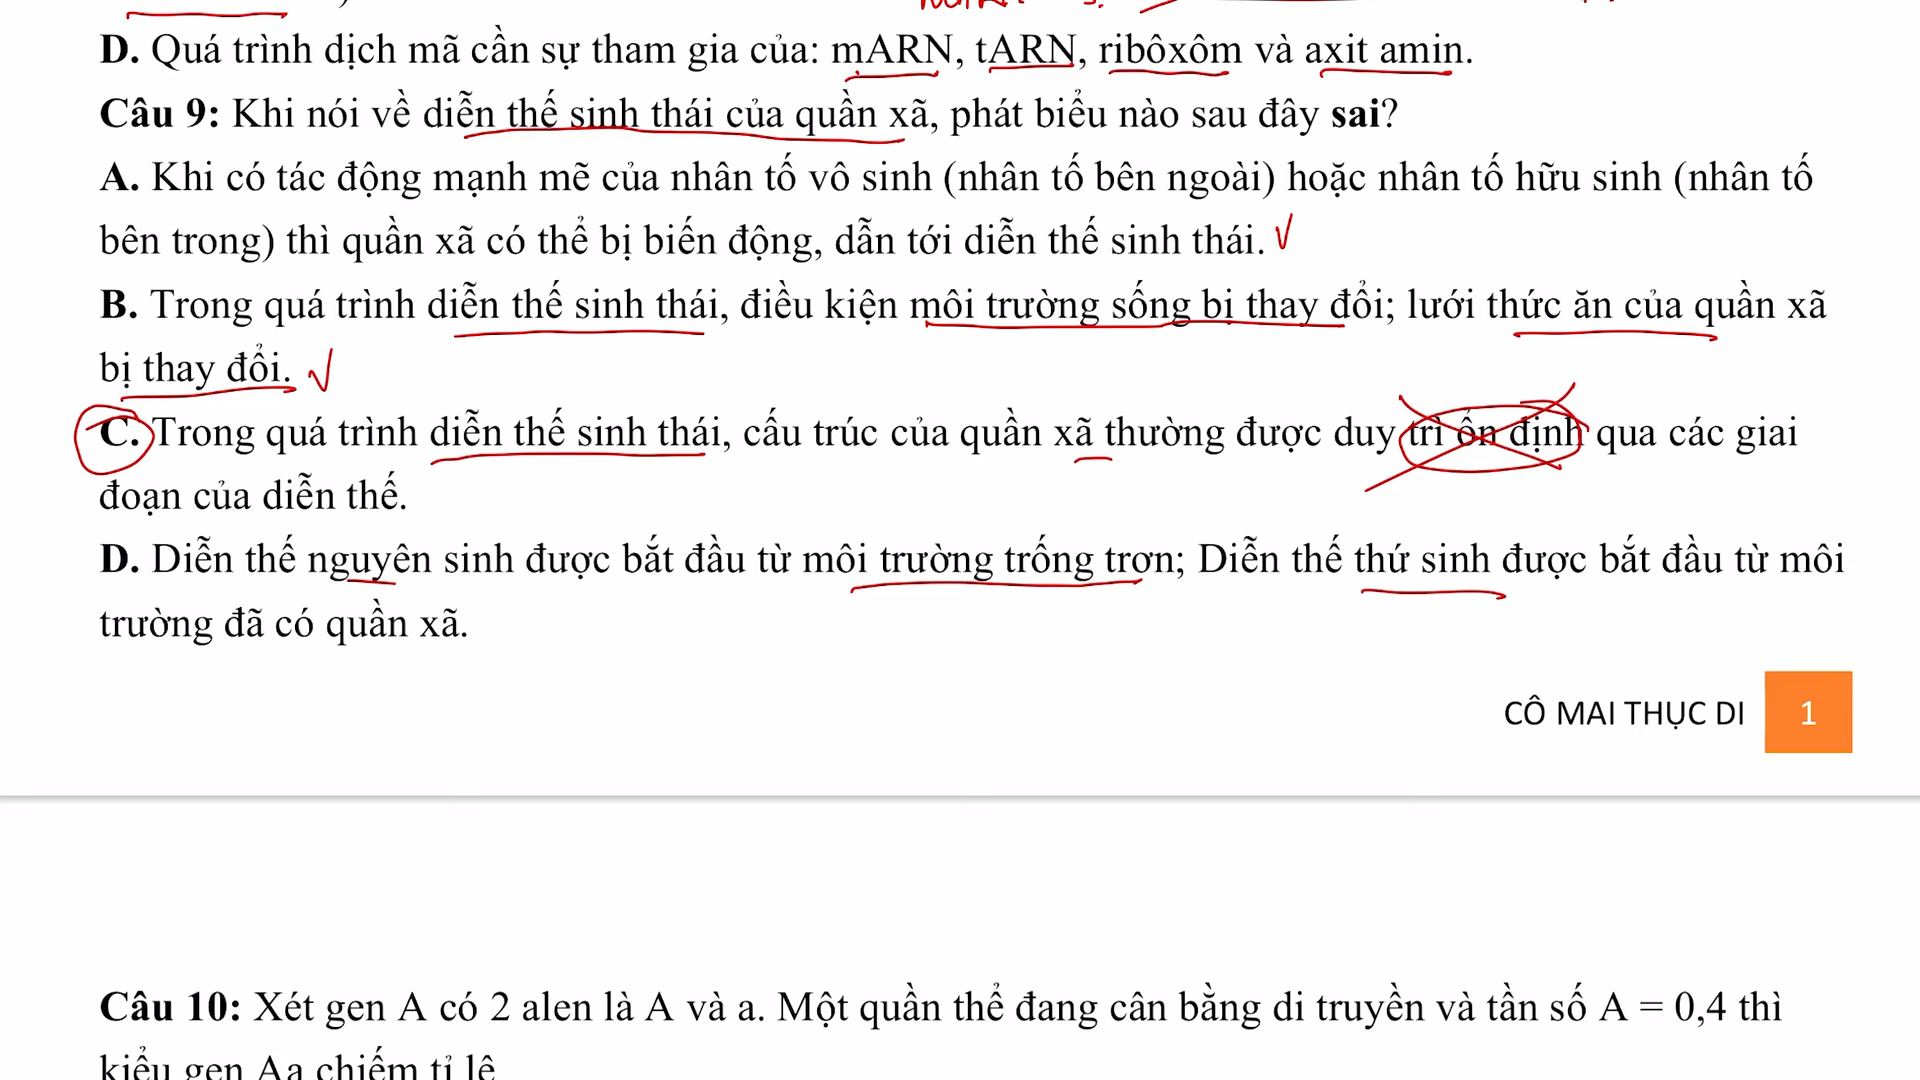 D. Quá trình dịch mã cần sự tham gia của: mARN, tARN, ribôxôm và axit amin.
Câu 9: Khi nói về diễn thế sinh thái của quần xã, phát biểu nào sau đây sai?
A. Khi có tác động mạnh mẽ của nhân tố vô sinh (nhân tố bên ngoài) hoặc nhân tố hữu sinh (nhân tố
bên trong) thì quần xã có thể bị biến động, dẫn tới diễn thế sinh thái.
B. Trong quá trình diễn thế sinh thái, điều kiện môi trường sống bị thay đổi; lưới thức ăn của quần xã
bị thay đổi.
C. Trong quá trình diễn thế sinh thái, cấu trúc của quần xã thường được duy trì ổn định qua các giai
đoạn của diễn thế.
D. Diễn thế nguyên sinh được bắt đầu từ môi trường trống trơn; Diễn thế thứ sinh được bắt đầu từ môi
trường đã có quần xã.
CÔ MAI THỤC DI 1
Câu 10: Xét gen A có 2 alen là A và a. Một quần thể đang cân bằng di truyền và tần số A = 0,4 thì
kiểu gen Aa chiếm tỉ lệ